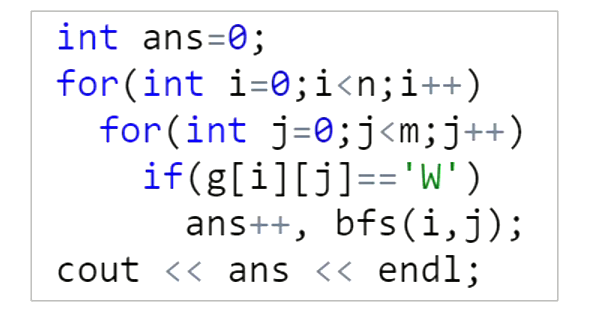 int ans=0;
for(int i=0;i<n;i++)
  for(int j=0;j<m;j++)
    if(g[i][j]=='W')
      ans++, bfs(i,j);
cout << ans << endl;